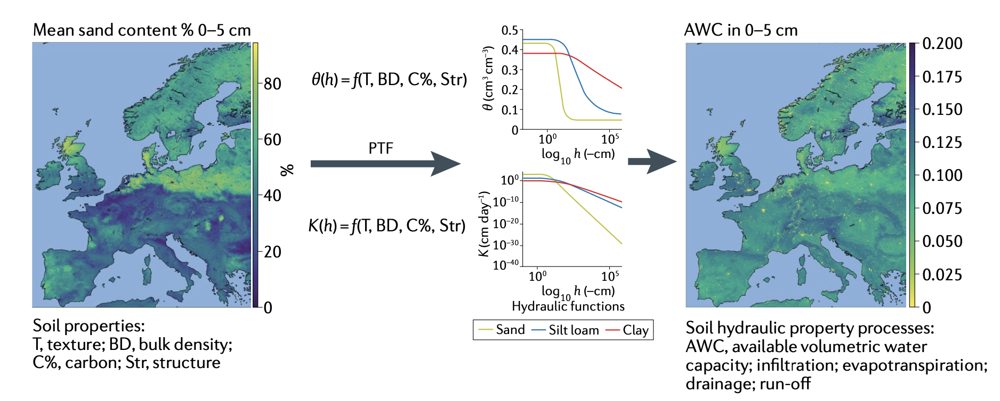 Mean sand content % 0–5 cm
80
60
40
20
0
%
Soil properties:
T, texture; BD, bulk density;
C%, carbon; Str, structure
θ(h) = f(T, BD, C%, Str)
PTF
K(h) = f(T, BD, C%, Str)
0.5
0.4
0.3
0.2
0.1
0
θ (cm³ cm⁻³)
10⁰ 10⁵
log₁₀ h (–cm)
10⁰
10⁻¹⁰
10⁻²⁰
10⁻³⁰
10⁻⁴⁰
K (cm day⁻¹)
10⁰ 10⁵
log₁₀ h (–cm)
Hydraulic functions
Sand Silt loam Clay
AWC in 0–5 cm
0.200
0.175
0.150
0.125
0.100
0.075
0.050
0.025
0
Soil hydraulic property processes:
AWC, available volumetric water
capacity; infiltration; evapotranspiration;
drainage; run-off